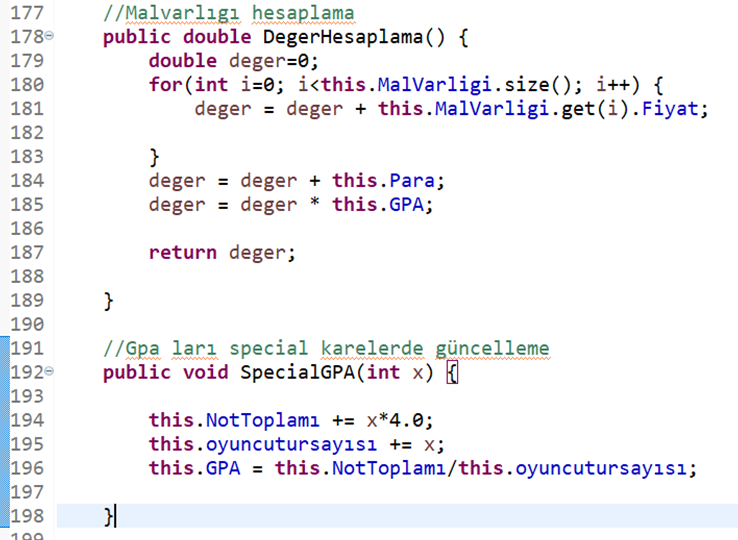 177 //Malvarlıgı hesaplama
178 public double DegerHesaplama() {
179 double deger=0;
180 for(int i=0; i<this.MalVarligi.size(); i++) {
181 deger = deger + this.MalVarligi.get(i).Fiyat;
182
183 }
184 deger = deger + this.Para;
185 deger = deger * this.GPA;
186
187 return deger;
188
189 }
190
191 //Gpa ları special karelerde güncelleme
192 public void SpecialGPA(int x) {
193
194 this.NotToplamı += x*4.0;
195 this.oyuncutursayısı += x;
196 this.GPA = this.NotToplamı/this.oyuncutursayısı;
197
198 }
199